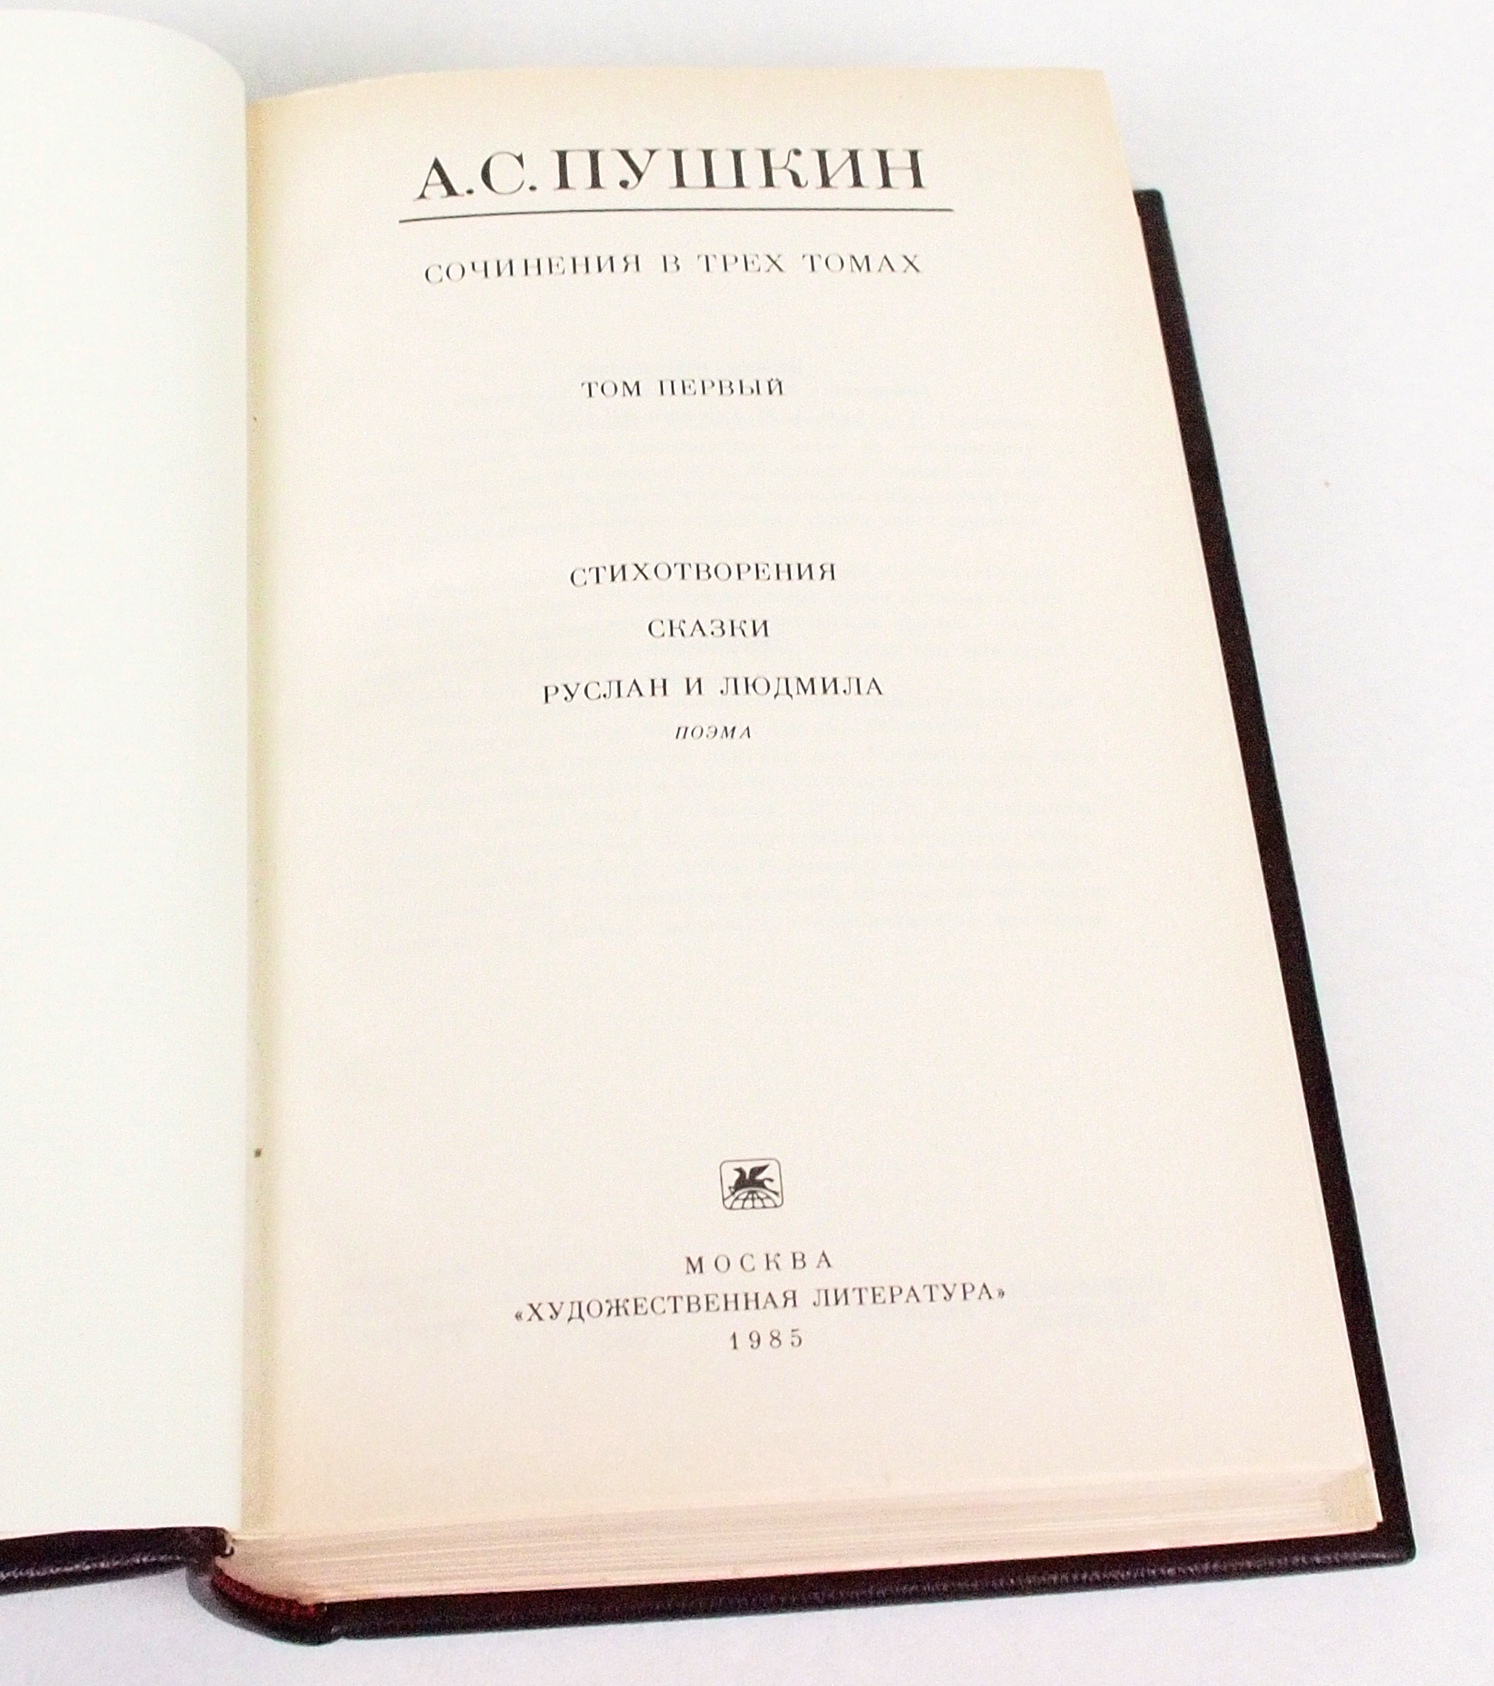 А.С.ПУШКИН
СОЧИНЕНИЯ В ТРЕХ ТОМАХ
ТОМ ПЕРВЫЙ
СТИХОТВОРЕНИЯ
СКАЗКИ
РУСЛАН И ЛЮДМИЛА
ПОЭМА
МОСКВА
«ХУДОЖЕСТВЕННАЯ ЛИТЕРАТУРА»
1985